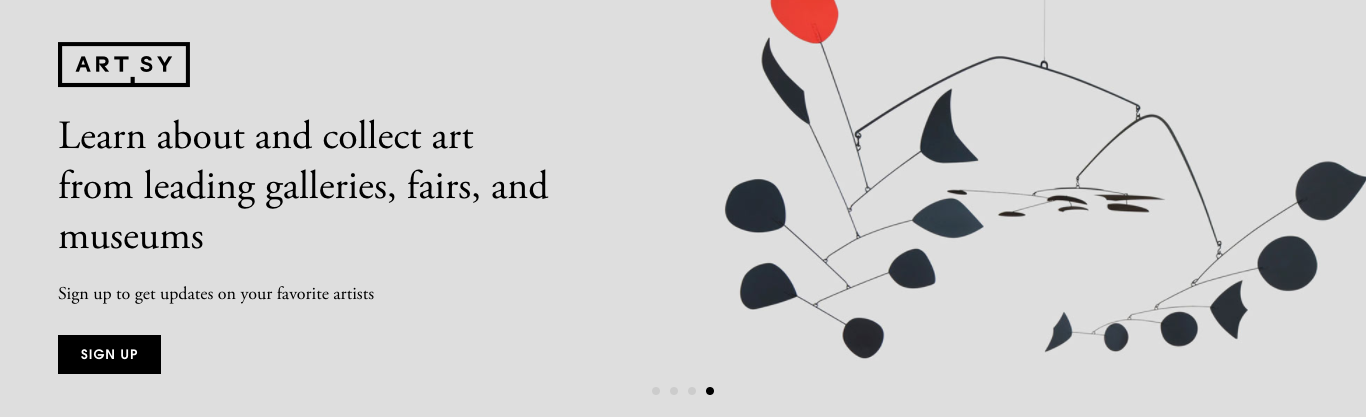 ARTSY
Learn about and collect art
from leading galleries, fairs, and
museums
Sign up to get updates on your favorite artists
SIGN UP